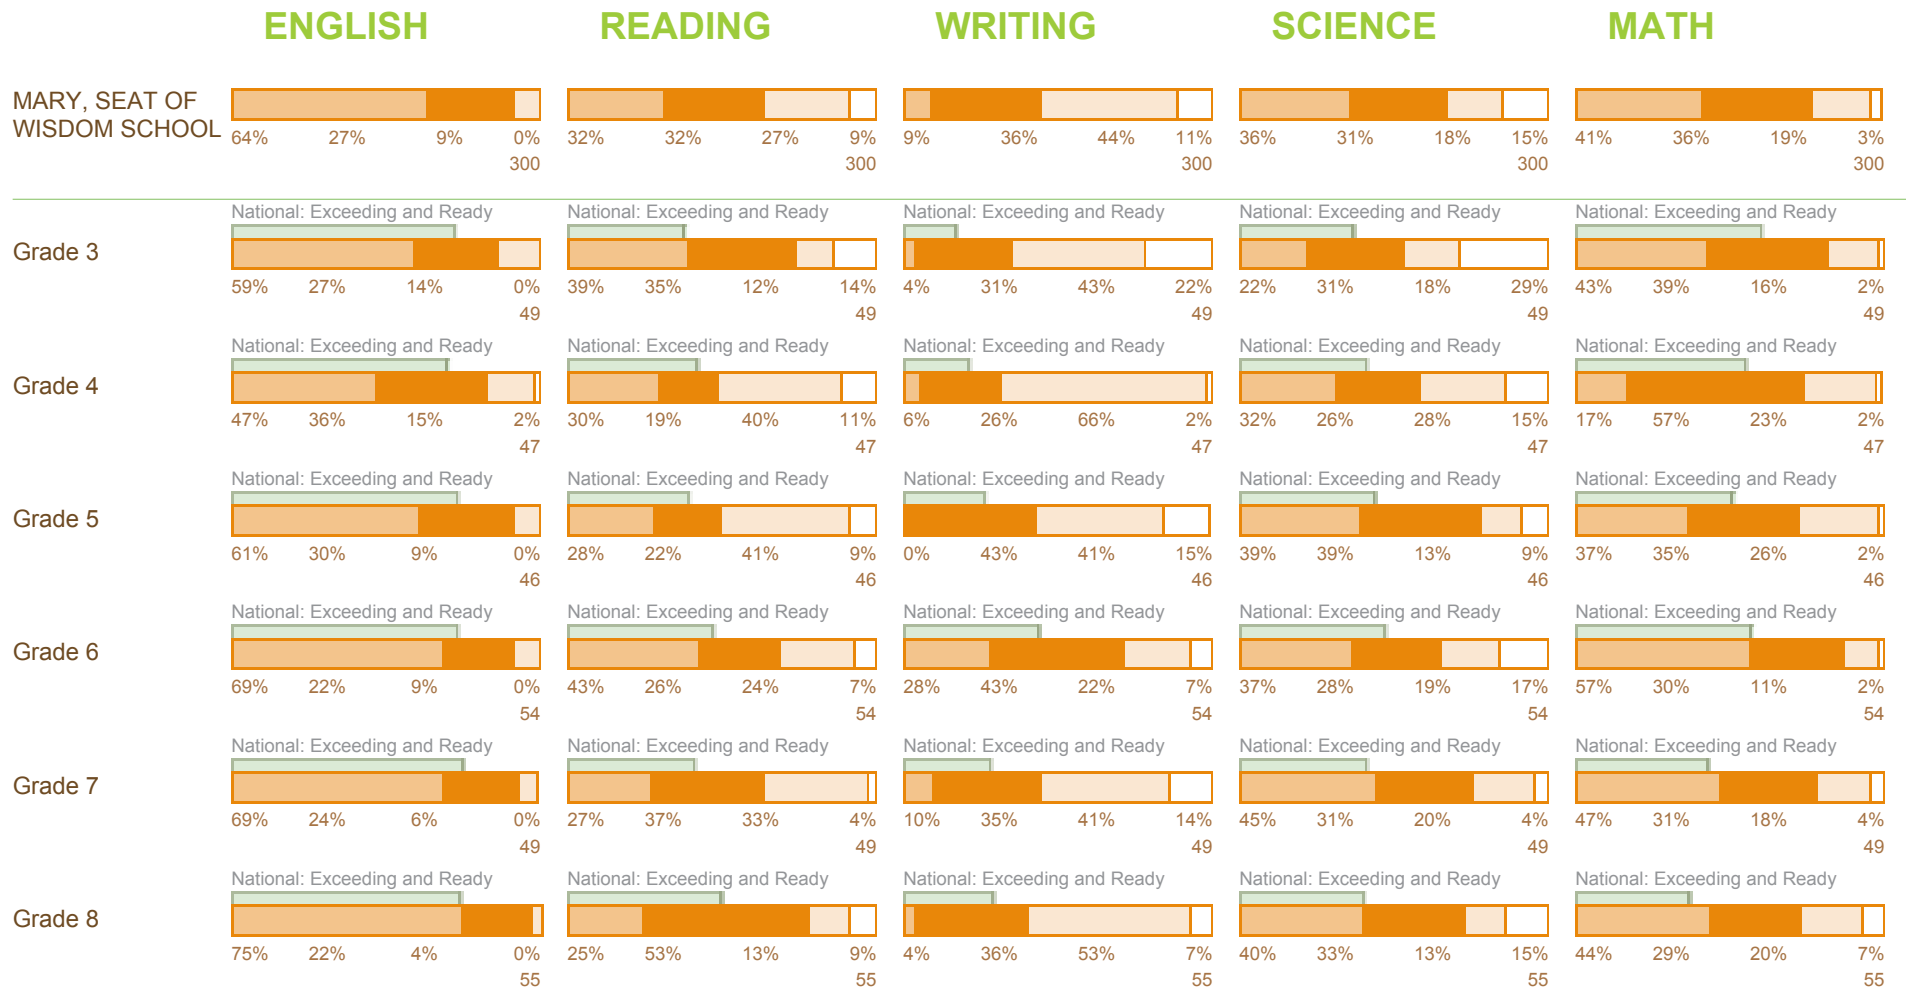 ENGLISH READING WRITING SCIENCE MATH
MARY, SEAT OF
WISDOM SCHOOL
64% 27% 9% 0% 32% 32% 27% 9% 9% 36% 44% 11% 36% 31% 18% 15% 41% 36% 19% 3%
300 300 300 300 300
National: Exceeding and Ready National: Exceeding and Ready National: Exceeding and Ready National: Exceeding and Ready National: Exceeding and Ready
Grade 3
59% 27% 14% 0% 39% 35% 12% 14% 4% 31% 43% 22% 22% 31% 18% 29% 43% 39% 16% 2%
49 49 49 49 49
National: Exceeding and Ready National: Exceeding and Ready National: Exceeding and Ready National: Exceeding and Ready National: Exceeding and Ready
Grade 4
47% 36% 15% 2% 30% 19% 40% 11% 6% 26% 66% 2% 32% 26% 28% 15% 17% 57% 23% 2%
47 47 47 47 47
National: Exceeding and Ready National: Exceeding and Ready National: Exceeding and Ready National: Exceeding and Ready National: Exceeding and Ready
Grade 5
61% 30% 9% 0% 28% 22% 41% 9% 0% 43% 41% 15% 39% 39% 13% 9% 37% 35% 26% 2%
46 46 46 46 46
National: Exceeding and Ready National: Exceeding and Ready National: Exceeding and Ready National: Exceeding and Ready National: Exceeding and Ready
Grade 6
69% 22% 9% 0% 43% 26% 24% 7% 28% 43% 22% 7% 37% 28% 19% 17% 57% 30% 11% 2%
54 54 54 54 54
National: Exceeding and Ready National: Exceeding and Ready National: Exceeding and Ready National: Exceeding and Ready National: Exceeding and Ready
Grade 7
69% 24% 6% 0% 27% 37% 33% 4% 10% 35% 41% 14% 45% 31% 20% 4% 47% 31% 18% 4%
49 49 49 49 49
National: Exceeding and Ready National: Exceeding and Ready National: Exceeding and Ready National: Exceeding and Ready National: Exceeding and Ready
Grade 8
75% 22% 4% 0% 25% 53% 13% 9% 4% 36% 53% 7% 40% 33% 13% 15% 44% 29% 20% 7%
55 55 55 55 55